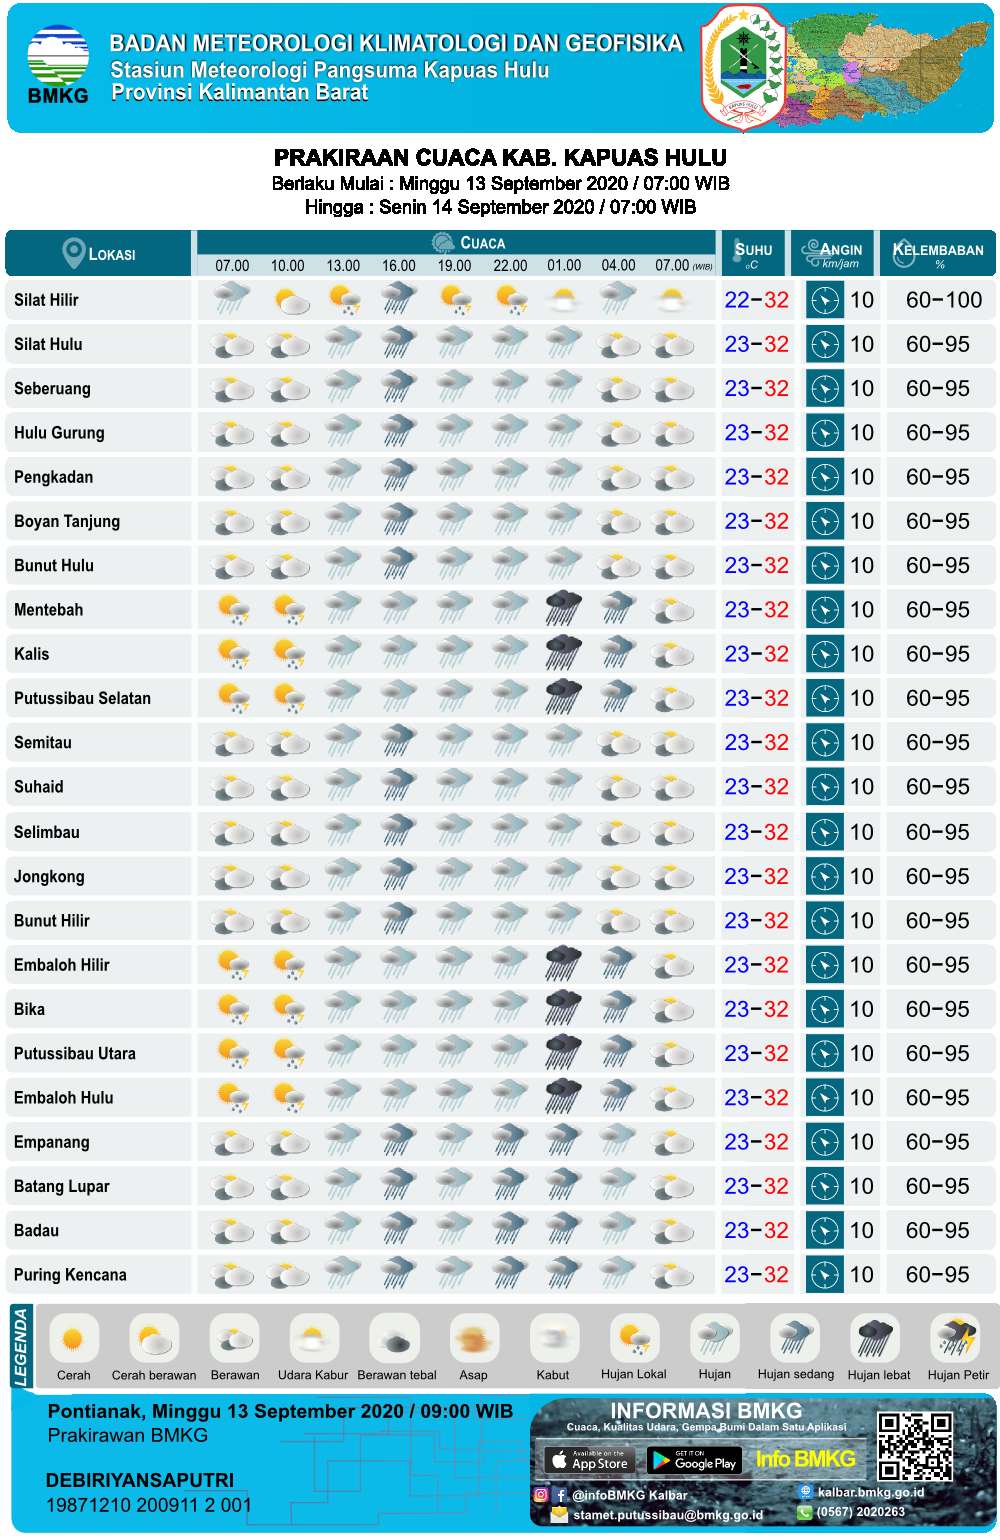 BMKG
BADAN METEOROLOGI KLIMATOLOGI DAN GEOFISIKA
Stasiun Meteorologi Pangsuma Kapuas Hulu
Provinsi Kalimantan Barat
KAPUAS HULU
PRAKIRAAN CUACA KAB. KAPUAS HULU
Berlaku Mulai : Minggu 13 September 2020 / 07:00 WIB
Hingga : Senin 14 September 2020 / 07:00 WIB
LOKASI CUACA SUHU ANGIN KELEMBABAN
07.00 10.00 13.00 16.00 19.00 22.00 01.00 04.00 07.00 (WIB) oC km/jam %
Silat Hilir 22-32 10 60-100
Silat Hulu 23-32 10 60-95
Seberuang 23-32 10 60-95
Hulu Gurung 23-32 10 60-95
Pengkadan 23-32 10 60-95
Boyan Tanjung 23-32 10 60-95
Bunut Hulu 23-32 10 60-95
Mentebah 23-32 10 60-95
Kalis 23-32 10 60-95
Putussibau Selatan 23-32 10 60-95
Semitau 23-32 10 60-95
Suhaid 23-32 10 60-95
Selimbau 23-32 10 60-95
Jongkong 23-32 10 60-95
Bunut Hilir 23-32 10 60-95
Embaloh Hilir 23-32 10 60-95
Bika 23-32 10 60-95
Putussibau Utara 23-32 10 60-95
Embaloh Hulu 23-32 10 60-95
Empanang 23-32 10 60-95
Batang Lupar 23-32 10 60-95
Badau 23-32 10 60-95
Puring Kencana 23-32 10 60-95
LEGENDA
Cerah Cerah berawan Berawan Udara Kabur Berawan tebal Asap Kabut Hujan Lokal Hujan Hujan sedang Hujan lebat Hujan Petir
Pontianak, Minggu 13 September 2020 / 09:00 WIB
Prakirawan BMKG
DEBIRIYANSAPUTRI
19871210 200911 2 001
INFORMASI BMKG
Cuaca, Kualitas Udara, Gempa Bumi Dalam Satu Aplikasi
Available on the App Store
GET IT ON Google Play
Info BMKG
@infoBMKG Kalbar
kalbar.bmkg.go.id
stamet.putussibau@bmkg.go.id
(0567) 2020263